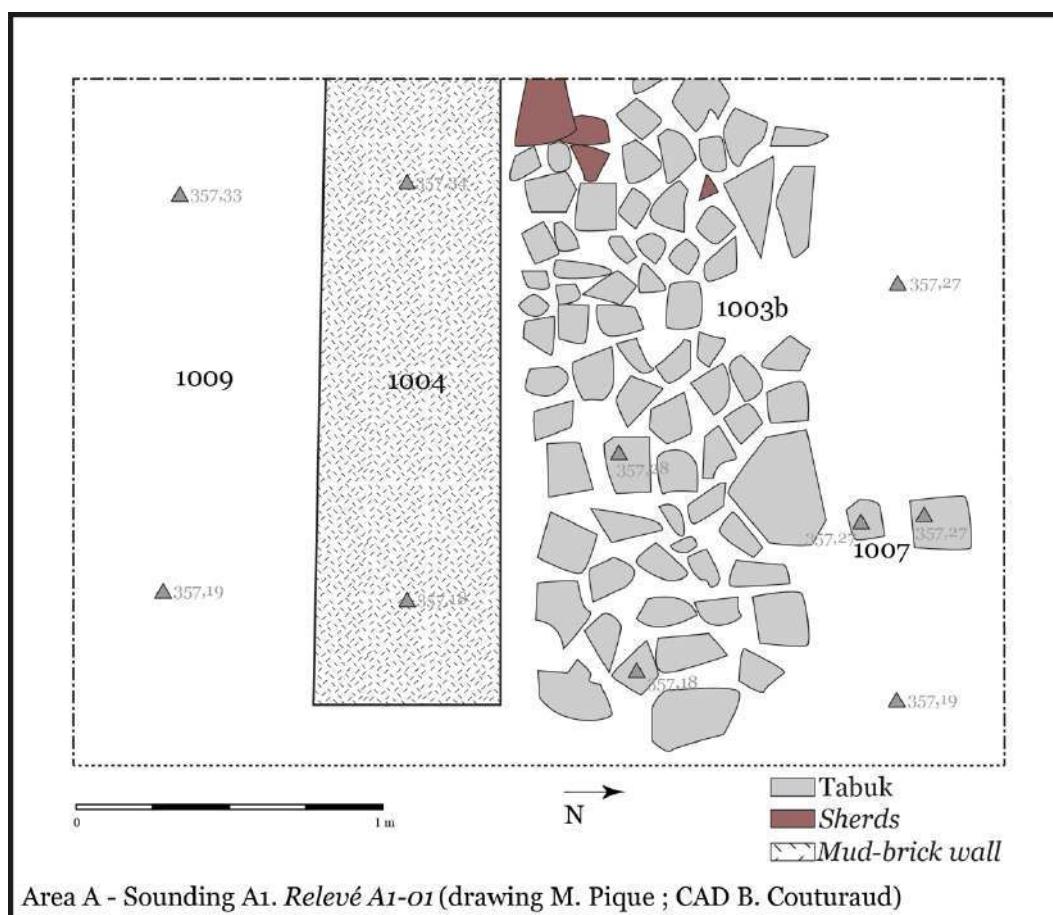 357,33
357,34
357,27
1003b
1009
1004
357,28
357,27
357,27
1007
357,19
357,18
357,18
357,19
0
1 m
N
Tabuk
Sherds
Mud-brick wall
Area A - Sounding A1. Relevé A1-01 (drawing M. Pique ; CAD B. Couturaud)